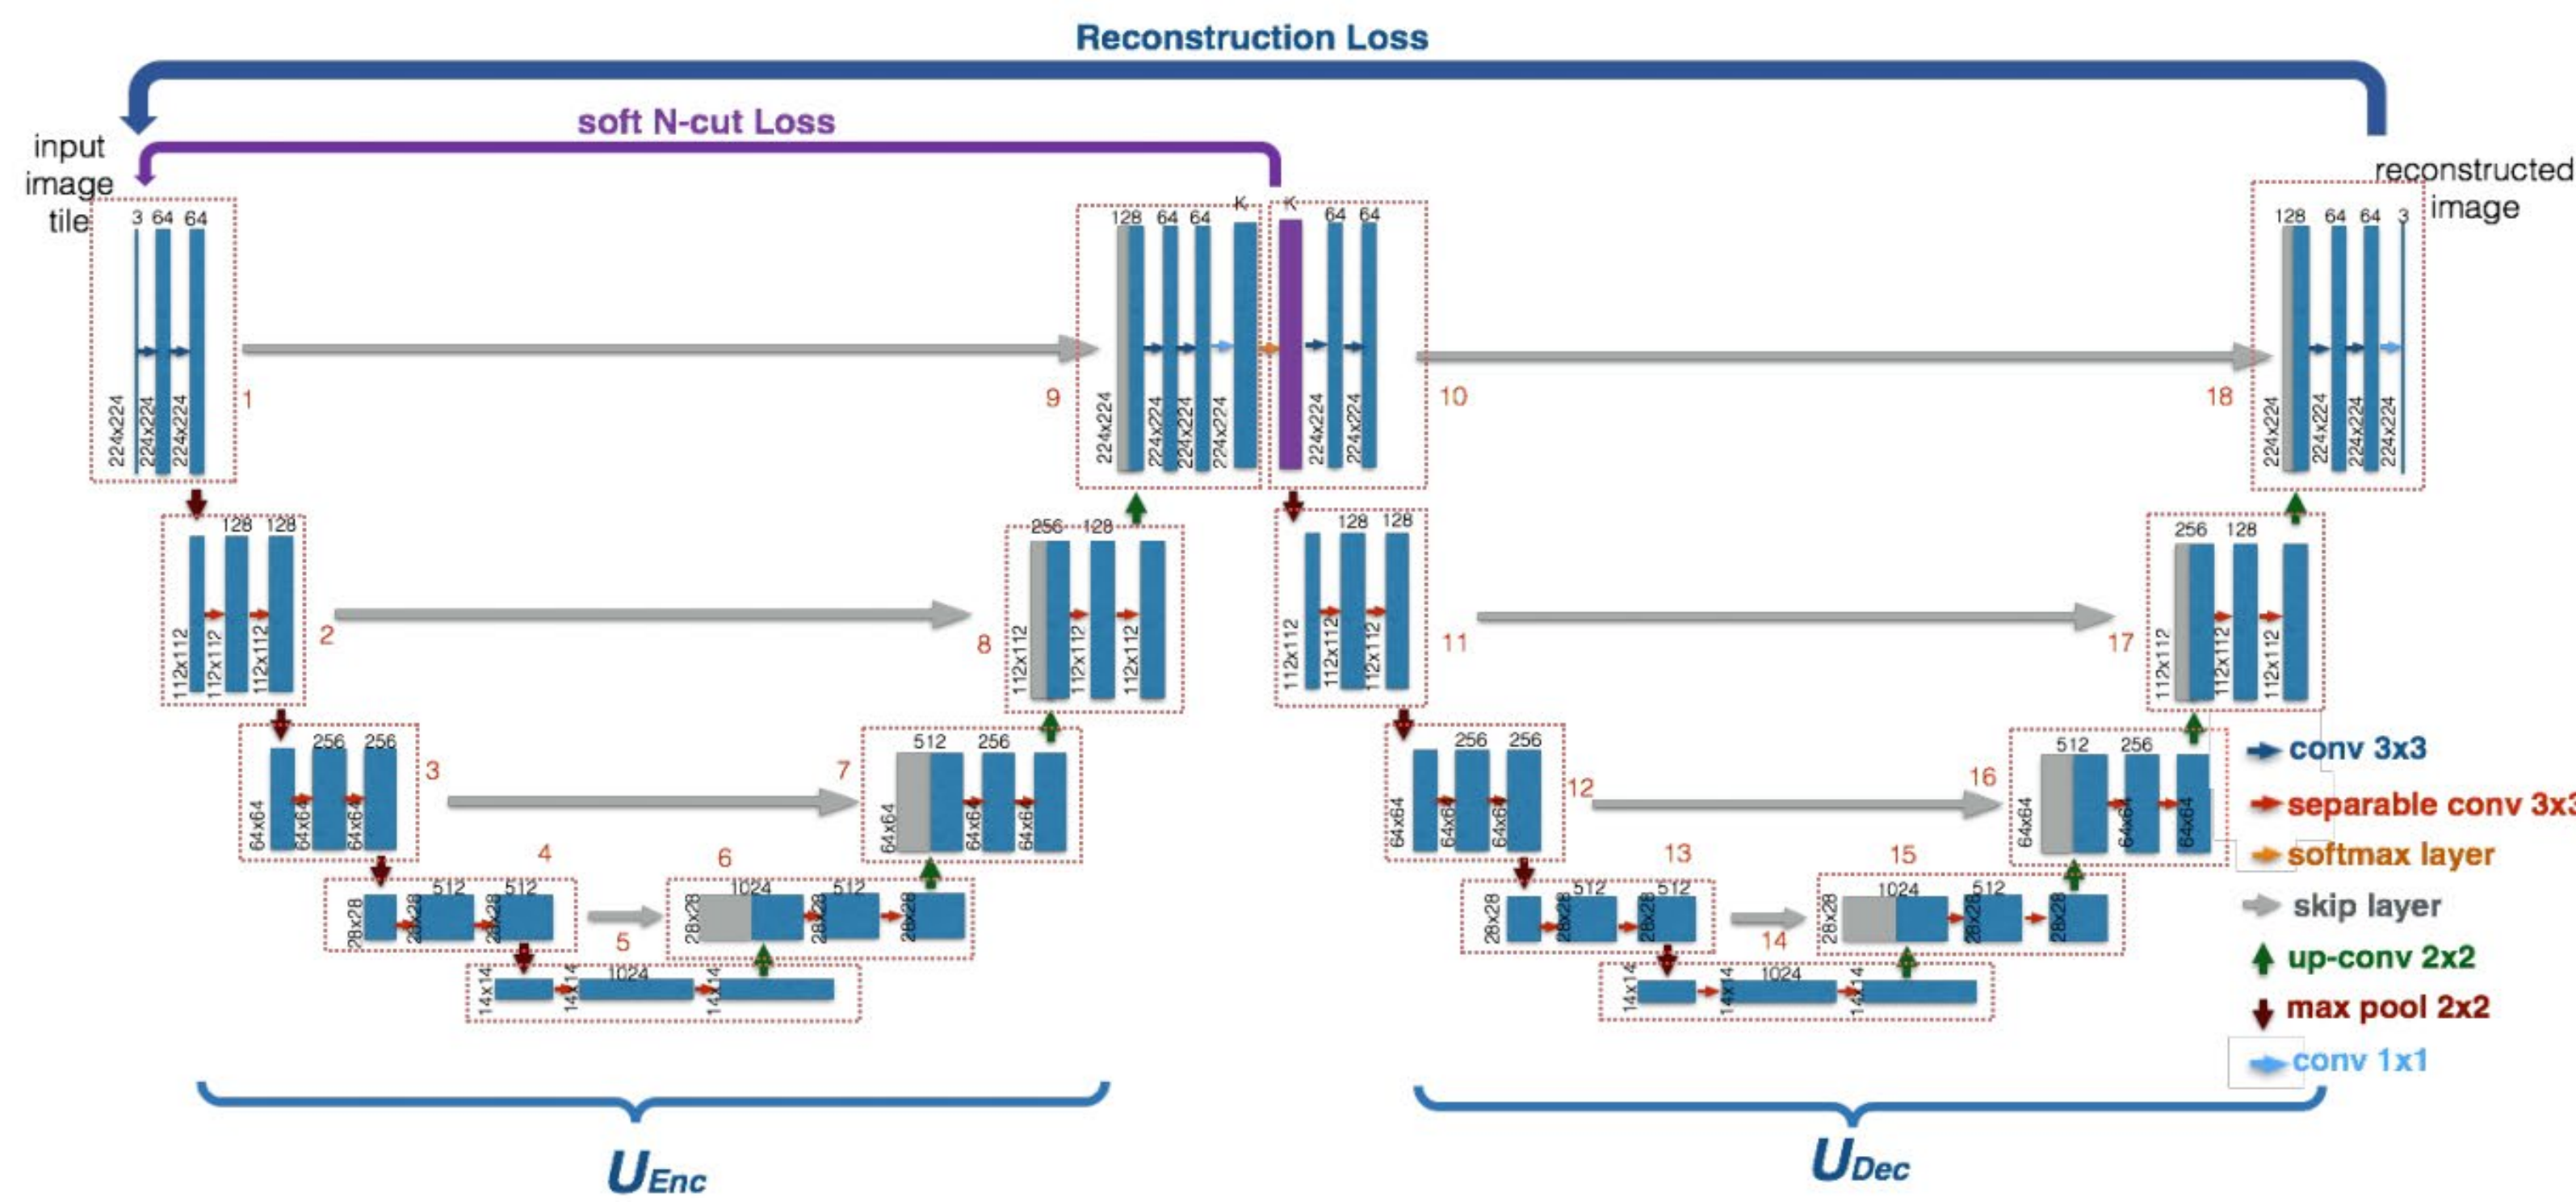 Reconstruction Loss
soft N-cut Loss
input
image
tile
reconstructed
image
3 64 64
224x224 224x224 224x224
1
128 64 64 K
224x224 224x224 224x224 224x224
9
K 64 64
224x224 224x224
10
128 64 64 3
224x224 224x224 224x224 224x224
18
128 128
112x112 112x112 112x112
2
256 128
112x112 112x112 112x112
8
128 128
112x112 112x112 112x112
11
256 128
112x112 112x112 112x112
17
256 256
64x64 64x64 64x64
3
512 256
64x64 64x64 64x64
7
256 256
64x64 64x64 64x64
12
512 256
64x64 64x64 64x64
16
4
512 512
28x28 28x28 28x28
6
1024 512
28x28 28x28 28x28
13
512 512
28x28 28x28 28x28
15
1024 512
28x28 28x28 28x28
5
1024
14x14 14x14 14x14
14
1024
14x14 14x14 14x14
conv 3x3
separable conv 3x3
softmax layer
skip layer
up-conv 2x2
max pool 2x2
conv 1x1
UEnc
UDec